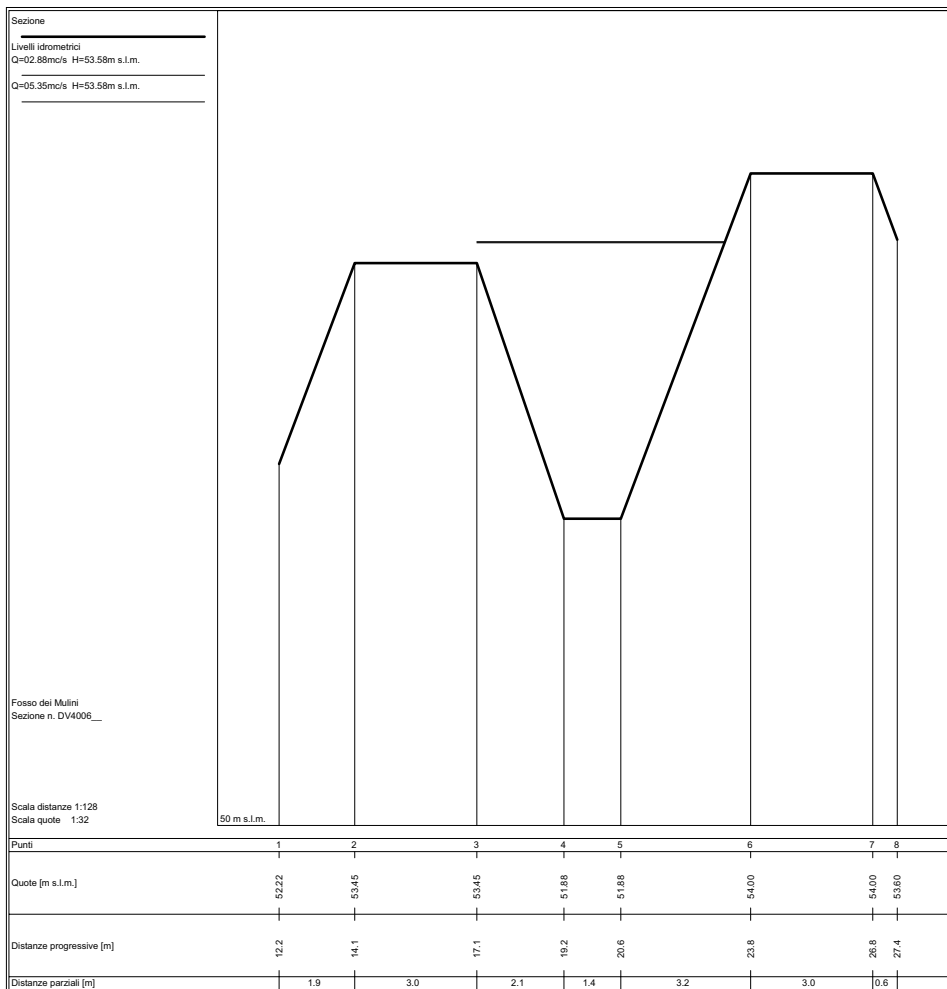 Sezione
Livelli idrometrici
Q=02.88mc/s H=53.58m s.l.m.
Q=05.35mc/s H=53.58m s.l.m.
Fosso dei Mulini
Sezione n. DV4006__
Scala distanze 1:128
Scala quote 1:32
50 m s.l.m.
Punti 1 2 3 4 5 6 7 8
Quote [m s.l.m.] 52.22 53.45 53.45 51.88 51.88 54.00 54.00 53.60
Distanze progressive [m] 12.2 14.1 17.1 19.2 20.6 23.8 26.8 27.4
Distanze parziali [m] 1.9 3.0 2.1 1.4 3.2 3.0 0.6